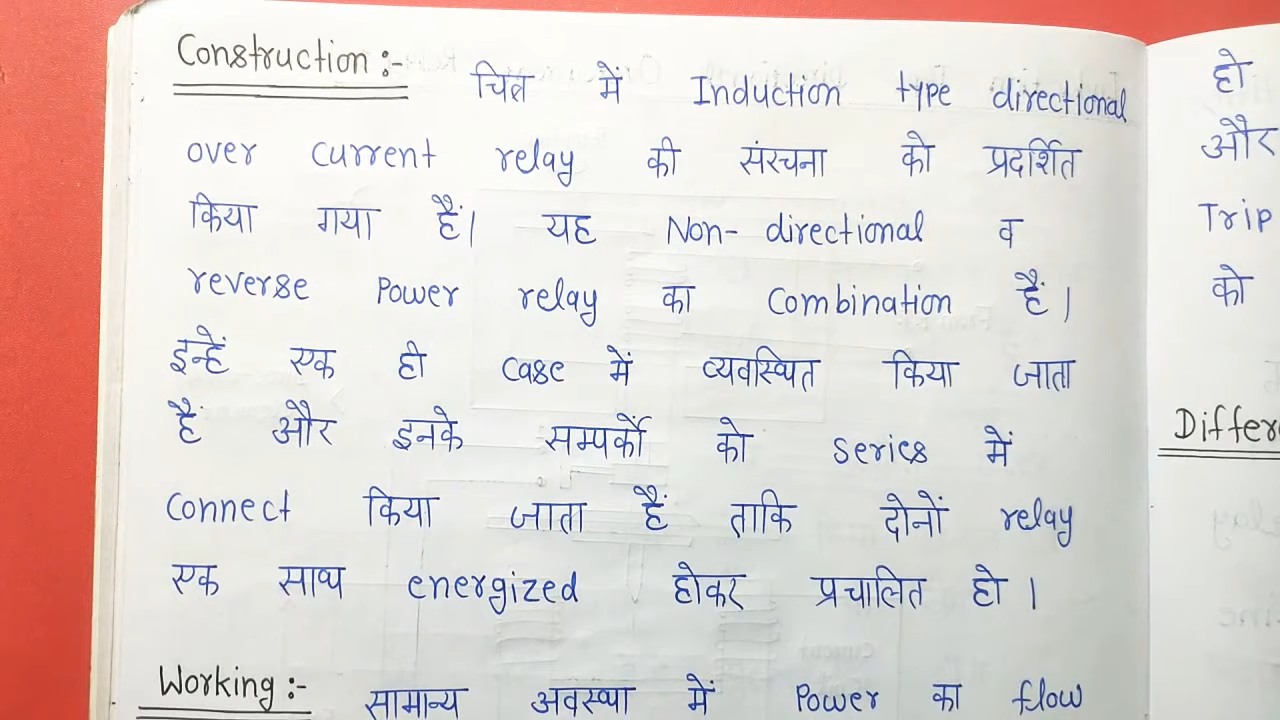 Construction :-
चित्र में Induction type directional
over current relay की संरचना को प्रदर्शित
किया गया हैं। यह Non- directional व
reverse Power relay का Combination हैं।
इन्हें एक ही case में व्यवस्थित किया जाता
हैं और इनके सम्पर्कों को series में
Connect किया जाता हैं ताकि दोनों relay
एक साथ energized होकर प्रचालित हो ।
Working :- सामान्य अवस्था में Power का flow
हो
और
Trip
को
Differ